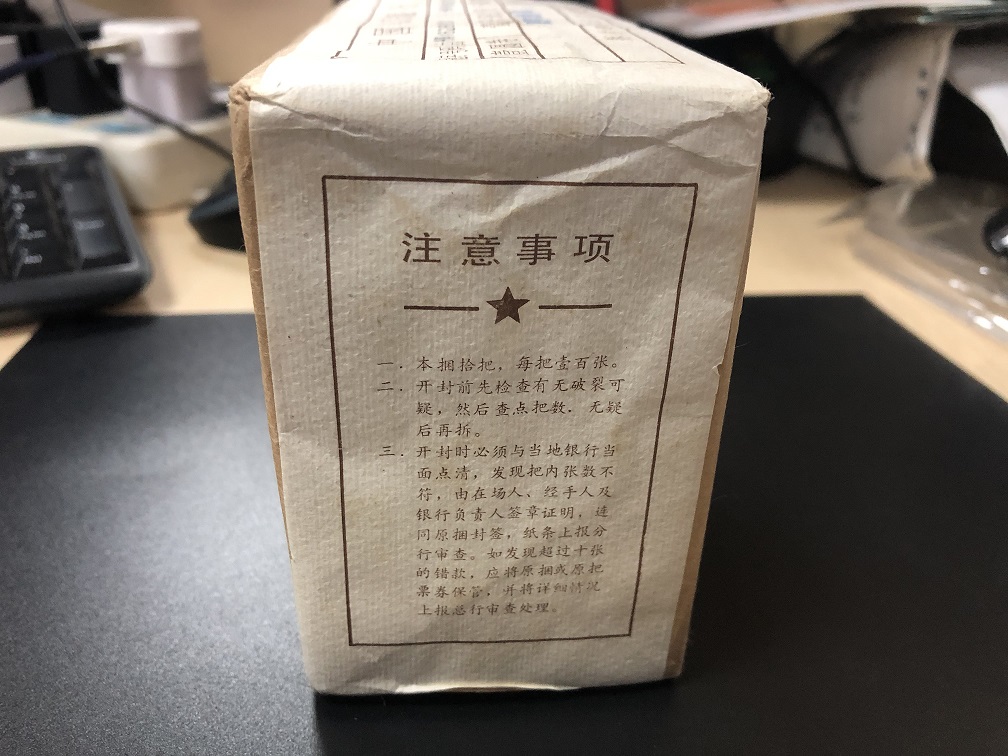 注意事项
一．本捆拾把，每把壹百张。
二．开封前先检查有无破裂可
疑，然后查点把数．无疑
后再拆。
三．开封时必须与当地银行当
面点清，发现把内张数不
符，由在场人、经手人及
银行负责人签章证明，连
同原捆封签，纸条上报分
行审查。如发现超过十张
的错款，应将原捆或原把
票券保管，并将详细情况
上报总行审查处理。